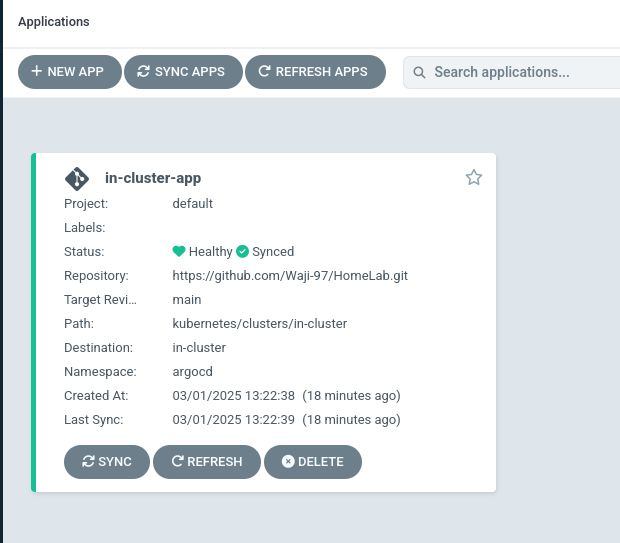 Applications
NEW APP SYNC APPS REFRESH APPS Search applications...
in-cluster-app
Project: default
Labels:
Status: Healthy Synced
Repository: https://github.com/Waji-97/HomeLab.git
Target Revi... main
Path: kubernetes/clusters/in-cluster
Destination: in-cluster
Namespace: argocd
Created At: 03/01/2025 13:22:38 (18 minutes ago)
Last Sync: 03/01/2025 13:22:39 (18 minutes ago)
SYNC REFRESH DELETE